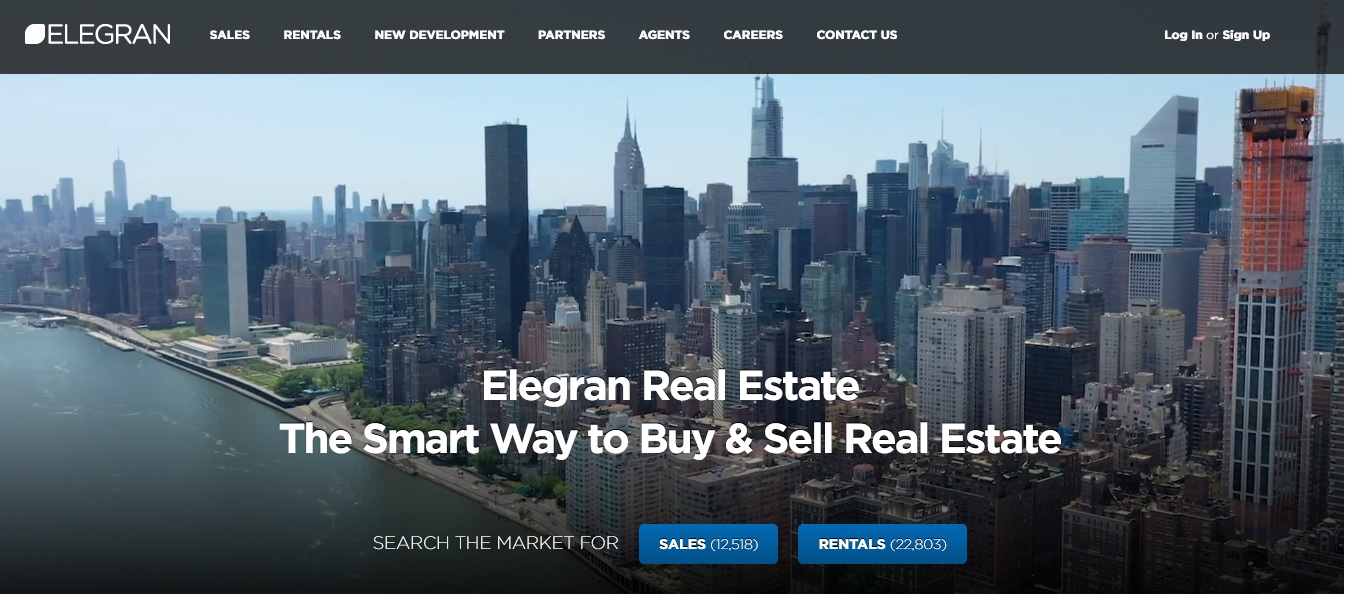 ELEGRAN
SALES
RENTALS
NEW DEVELOPMENT
PARTNERS
AGENTS
CAREERS
CONTACT US
Log In or Sign Up
Elegran Real Estate
The Smart Way to Buy & Sell Real Estate
SEARCH THE MARKET FOR
SALES (12,518)
RENTALS (22,803)